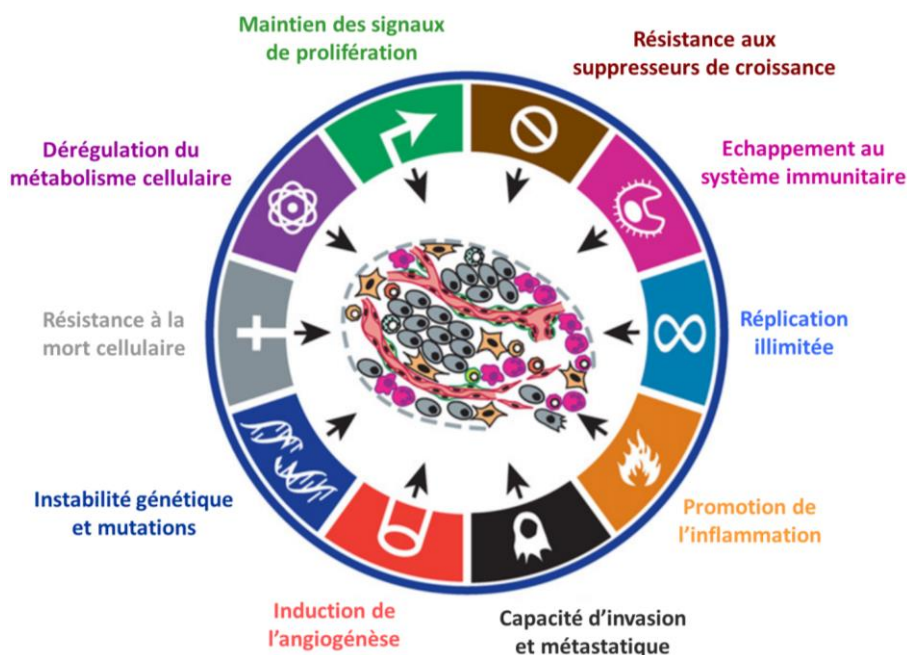 Maintien des signaux
de prolifération
Résistance aux
suppresseurs de croissance
Echappement au
système immunitaire
Réplication
illimitée
Promotion de
l’inflammation
Capacité d’invasion
et métastatique
Induction de
l’angiogénèse
Instabilité génétique
et mutations
Résistance à la
mort cellulaire
Dérégulation du
métabolisme cellulaire